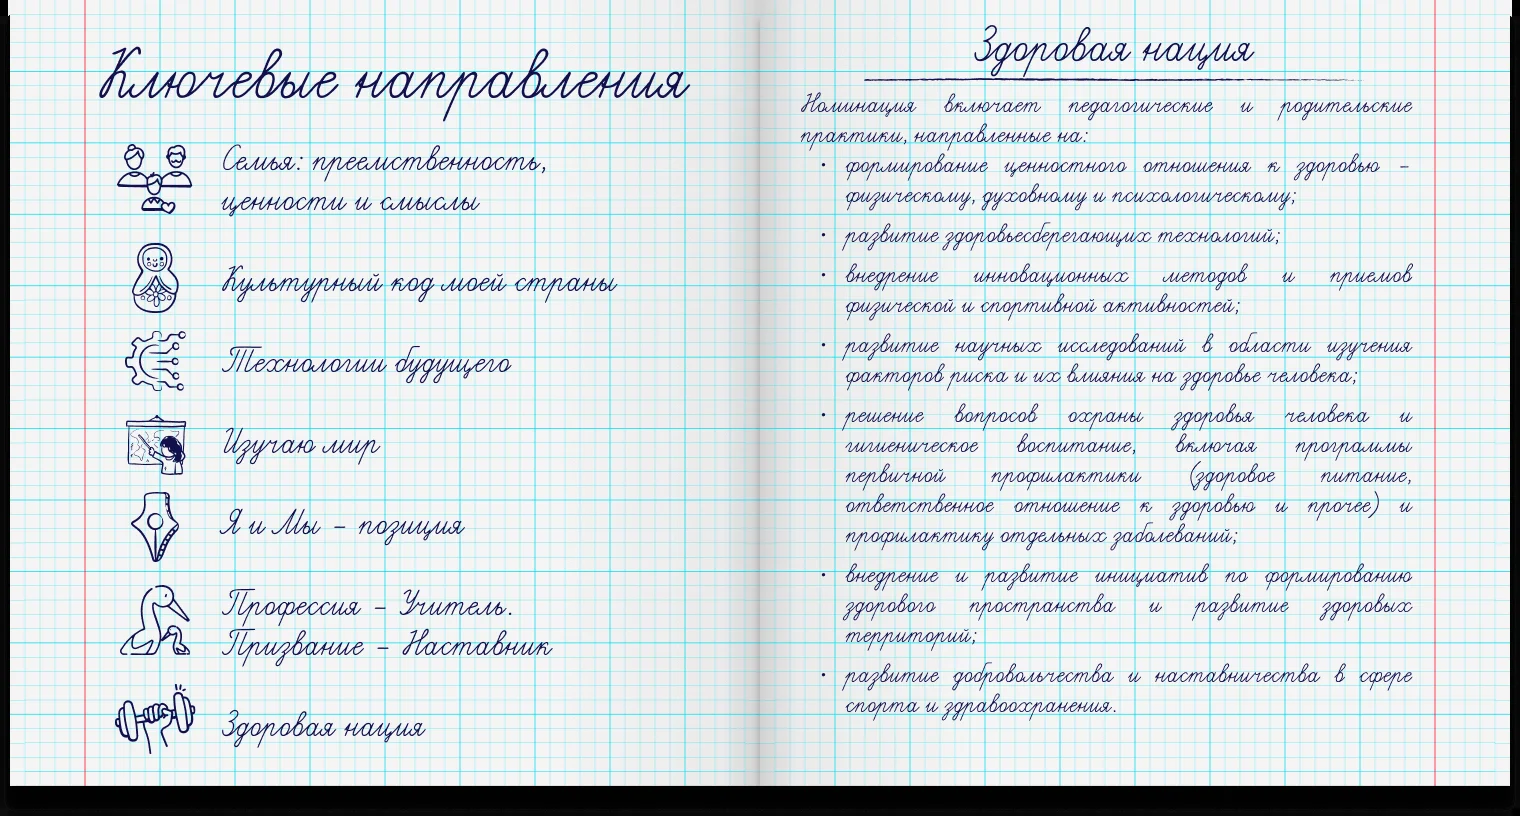 Ключевые направления
Семья: преемственность,
ценности и смыслы
Культурный код моей страны
Технологии будущего
Изучаю мир
Я и Мы – позиция
Профессия – Учитель.
Призвание – Наставник
Здоровая нация
Здоровая нация
Номинация включает педагогические и родительские
практики, направленные на:
• формирование ценностного отношения к здоровью –
физическому, духовному и психологическому;
• развитие здоровьесберегающих технологий;
• внедрение инновационных методов и приемов
физической и спортивной активностей;
• развитие научных исследований в области изучения
факторов риска и их влияния на здоровье человека;
• решение вопросов охраны здоровья человека и
гигиеническое воспитание, включая программы
первичной профилактики (здоровое питание,
ответственное отношение к здоровью и прочее) и
профилактику отдельных заболеваний;
• внедрение и развитие инициатив по формированию
здорового пространства и развитие здоровых
территорий;
• развитие добровольчества и наставничества в сфере
спорта и здравоохранения.